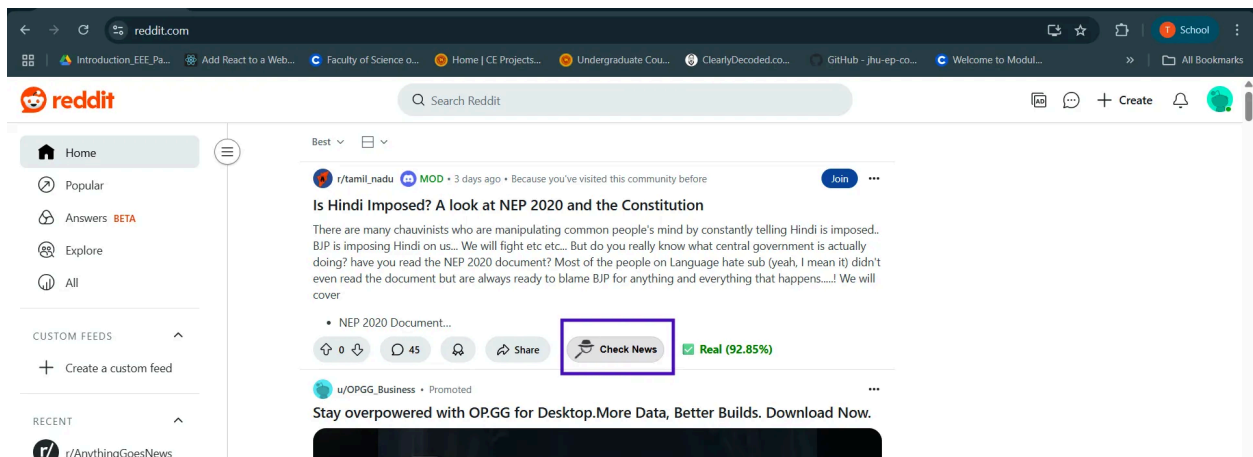 reddit.com
School
Introduction_EEE_Pa...
Add React to a Web...
Faculty of Science o...
Home | CE Projects...
Undergraduate Cou...
ClearlyDecoded.co...
GitHub - jhu-ep-co...
Welcome to Modul...
»
All Bookmarks
reddit
Search Reddit
AD
Create
Home
Popular
Answers BETA
Explore
All
CUSTOM FEEDS
Create a custom feed
RECENT
r/AnythingGoesNews
Best
r/tamil_nadu MOD • 3 days ago • Because you've visited this community before
Join
Is Hindi Imposed? A look at NEP 2020 and the Constitution
There are many chauvinists who are manipulating common people's mind by constantly telling Hindi is imposed..
BJP is imposing Hindi on us... We will fight etc etc... But do you really know what central government is actually
doing? have you read the NEP 2020 document? Most of the people on Language hate sub (yeah, I mean it) didn't
even read the document but are always ready to blame BJP for anything and everything that happens.....! We will
cover
• NEP 2020 Document...
0
45
Share
Check News
Real (92.85%)
u/OPGG_Business • Promoted
Stay overpowered with OP.GG for Desktop.More Data, Better Builds. Download Now.